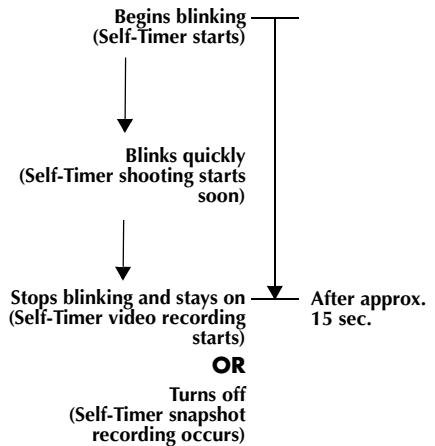 Begins blinking
(Self-Timer starts)
Blinks quickly
(Self-Timer shooting starts
soon)
Stops blinking and stays on
(Self-Timer video recording
starts)
After approx.
15 sec.
OR
Turns off
(Self-Timer snapshot
recording occurs)